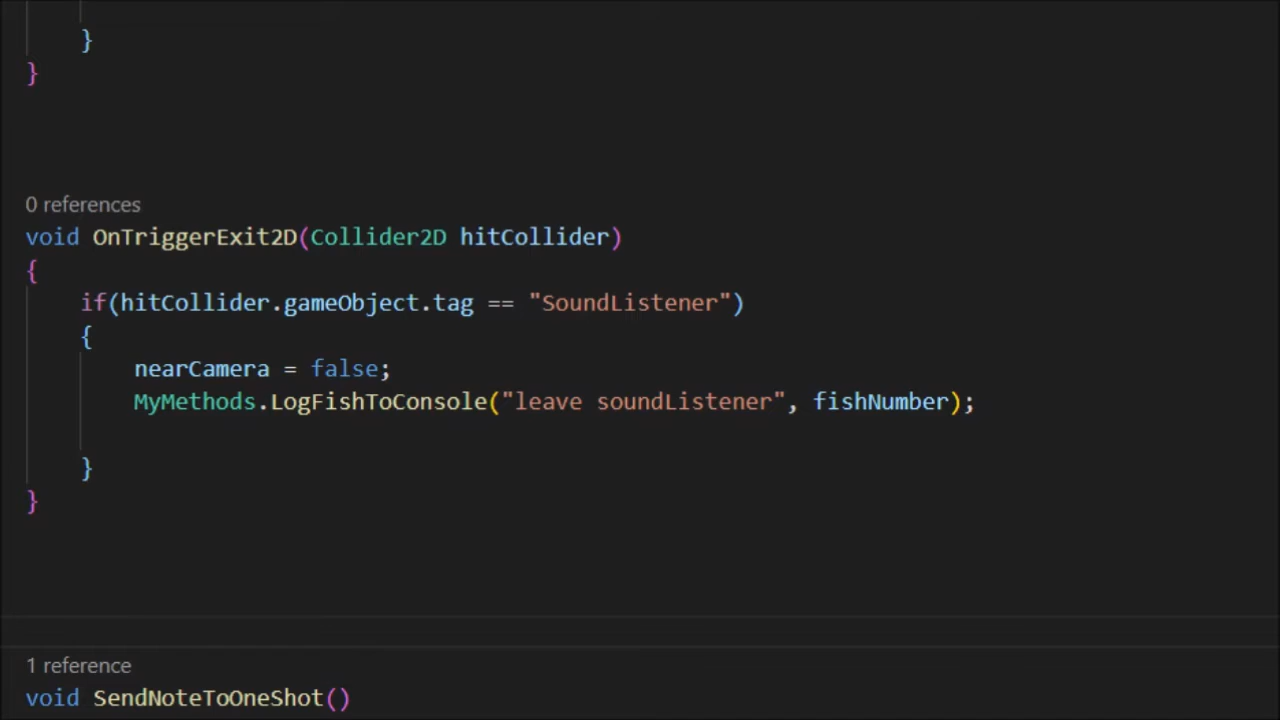 }
}
0 references
void OnTriggerExit2D(Collider2D hitCollider)
{
if(hitCollider.gameObject.tag == "SoundListener")
{
nearCamera = false;
MyMethods.LogFishToConsole("leave soundListener", fishNumber);
}
}
1 reference
void SendNoteToOneShot()